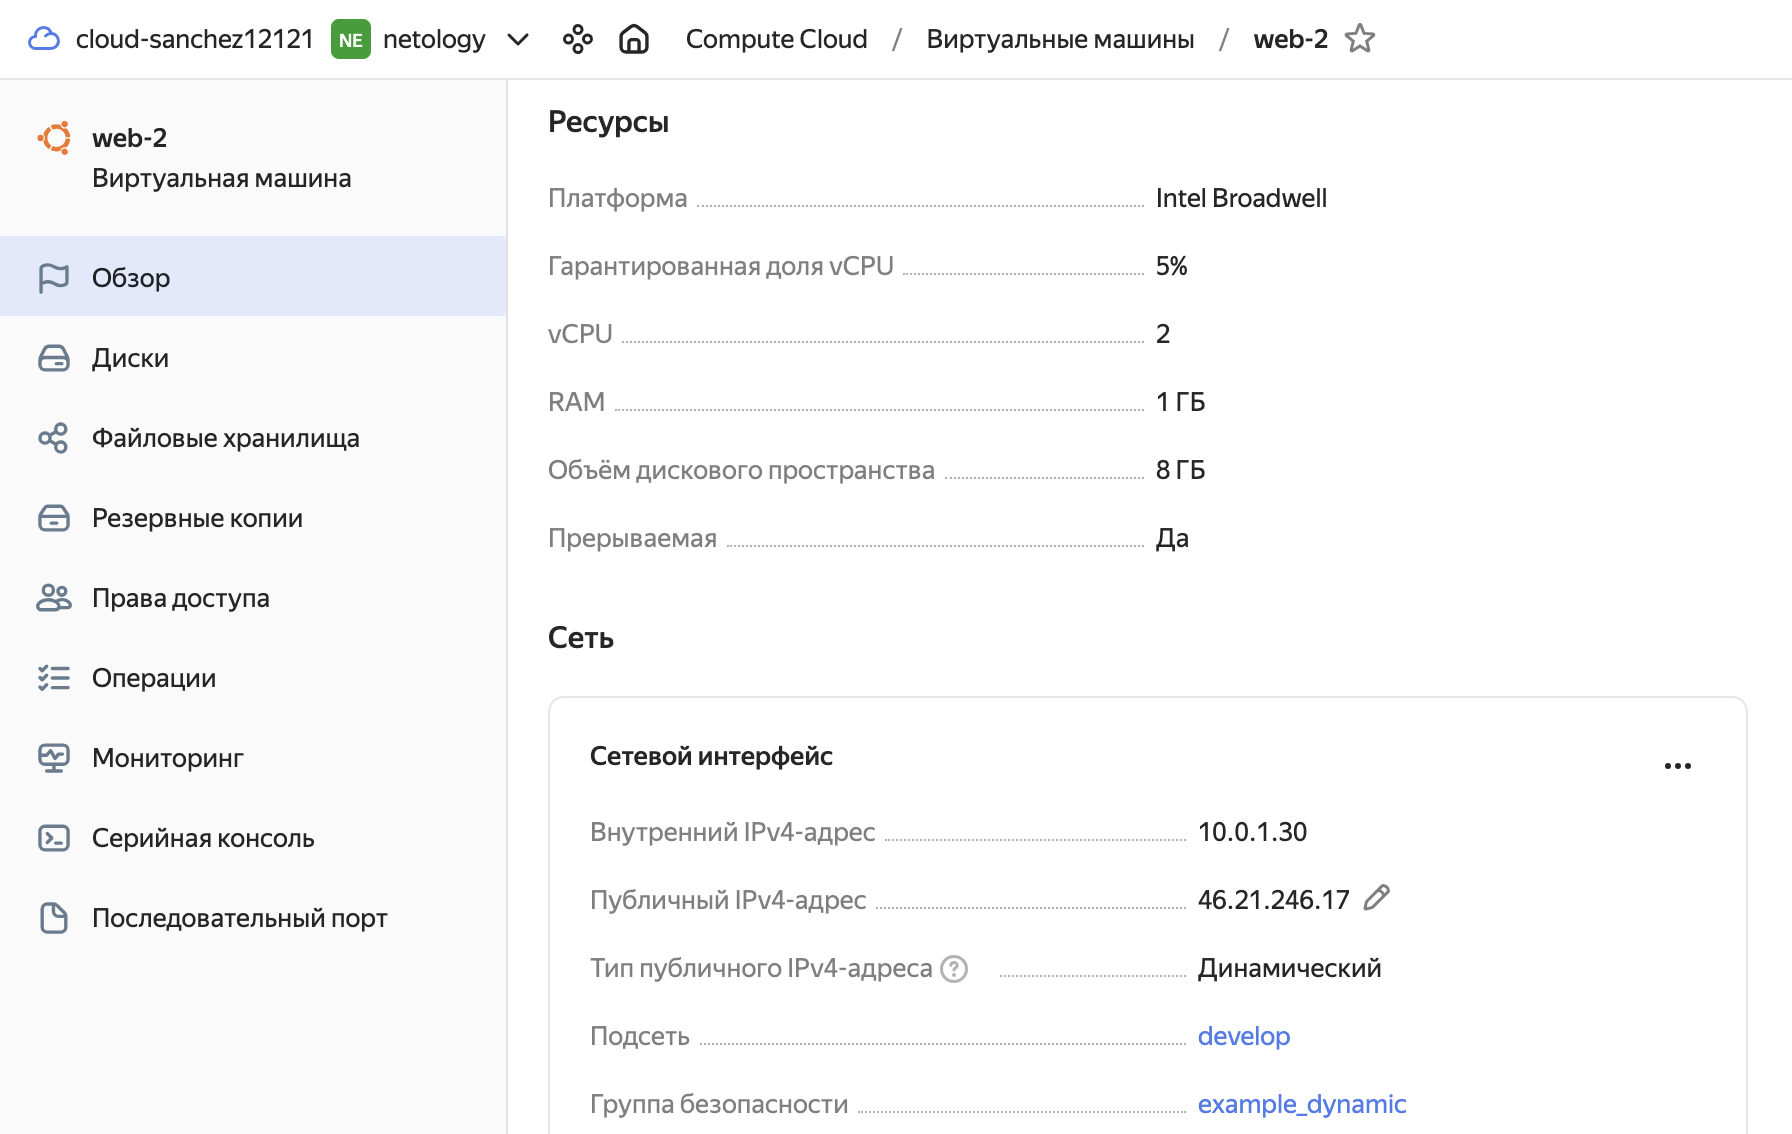 cloud-sanchez12121 NE netology Compute Cloud / Виртуальные машины / web-2
web-2
Виртуальная машина
Обзор
Диски
Файловые хранилища
Резервные копии
Права доступа
Операции
Мониторинг
Серийная консоль
Последовательный порт
Ресурсы
Платформа Intel Broadwell
Гарантированная доля vCPU 5%
vCPU 2
RAM 1 ГБ
Объём дискового пространства 8 ГБ
Прерываемая Да
Сеть
Сетевой интерфейс
Внутренний IPv4-адрес 10.0.1.30
Публичный IPv4-адрес 46.21.246.17
Тип публичного IPv4-адреса ? Динамический
Подсеть develop
Группа безопасности example_dynamic